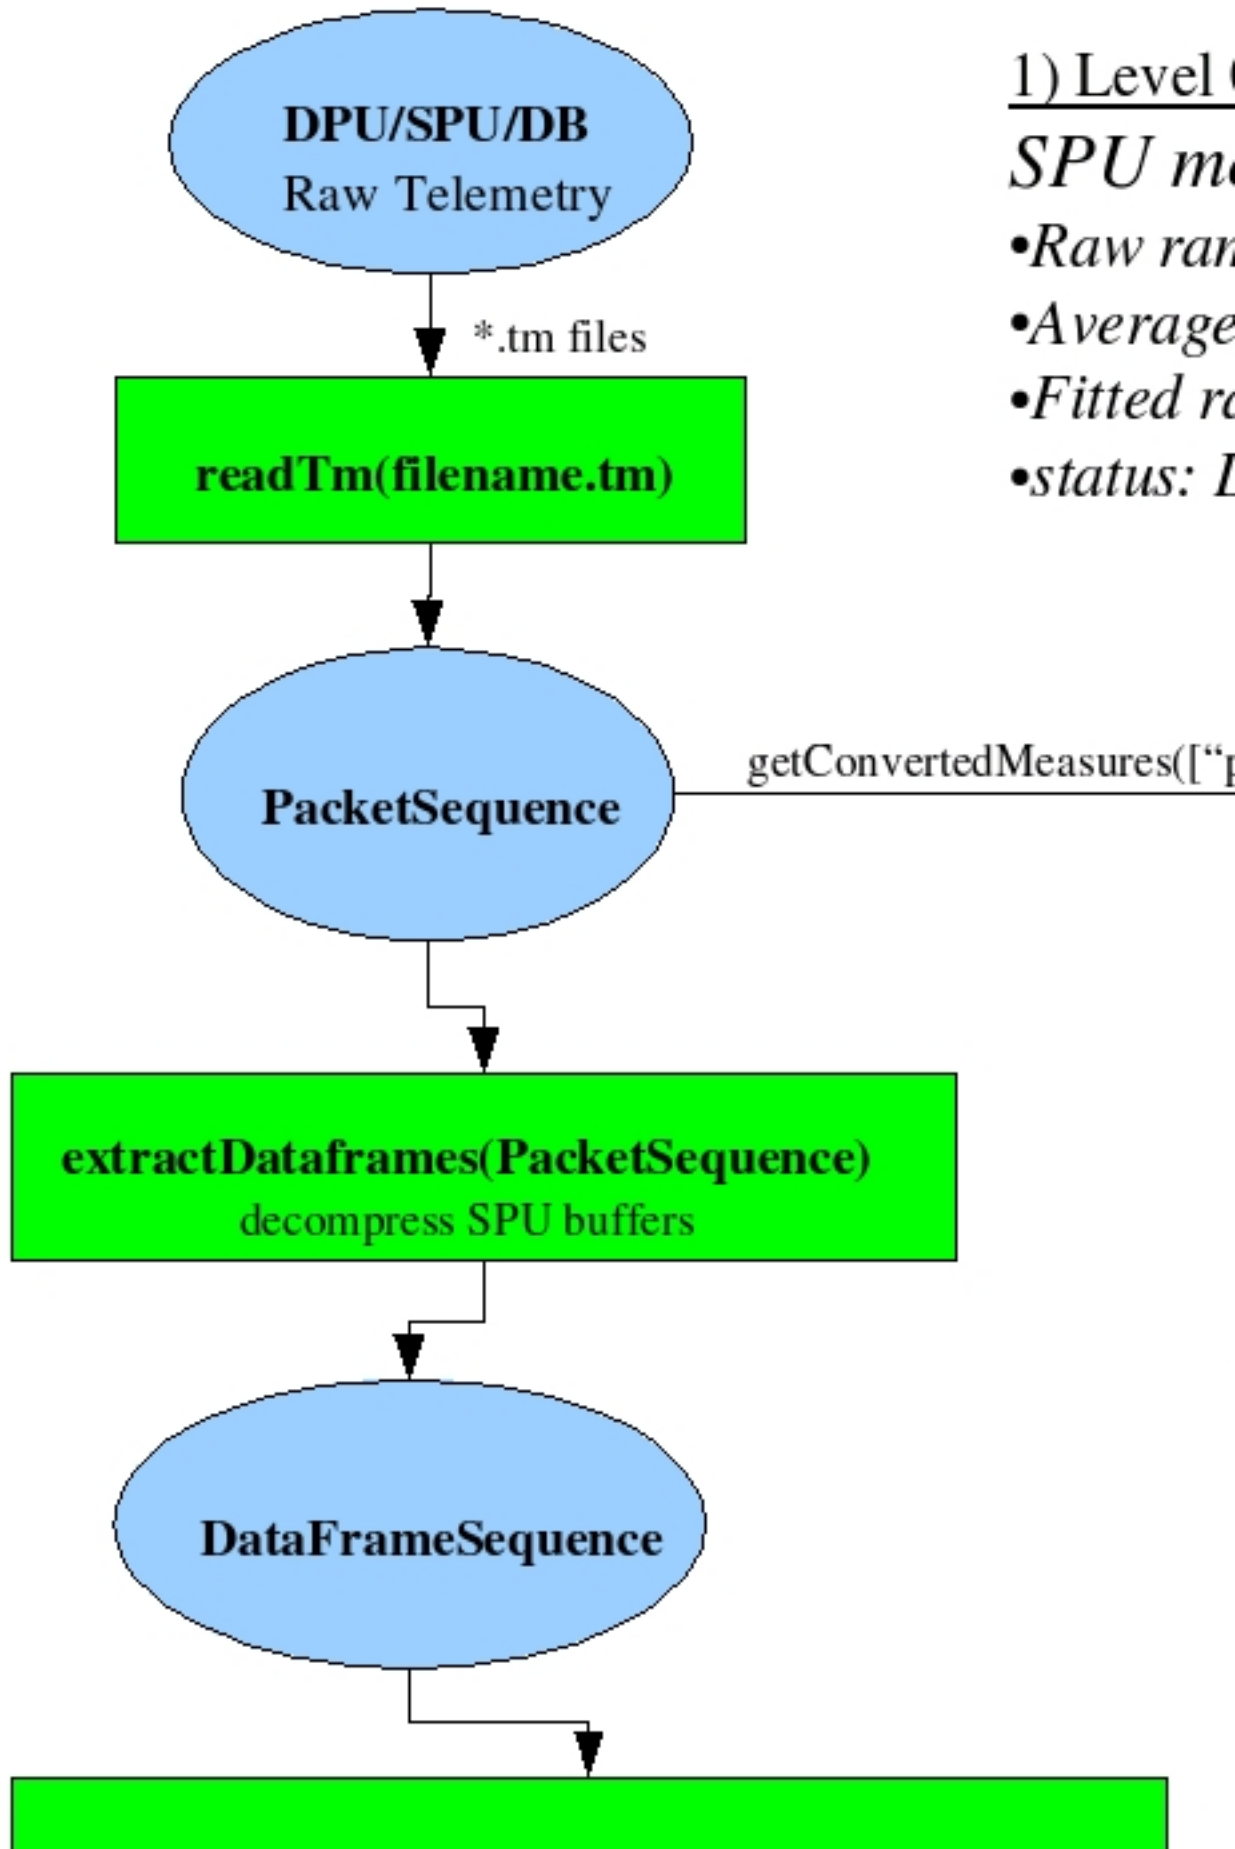 DPU/SPU/DB
Raw Telemetry
*.tm files
readTm(filename.tm)
PacketSequence
getConvertedMeasures(["
extractDataframes(PacketSequence)
decompress SPU buffers
DataFrameSequence
1) Level
SPU
•Raw
•Average
•Fitted
•status: